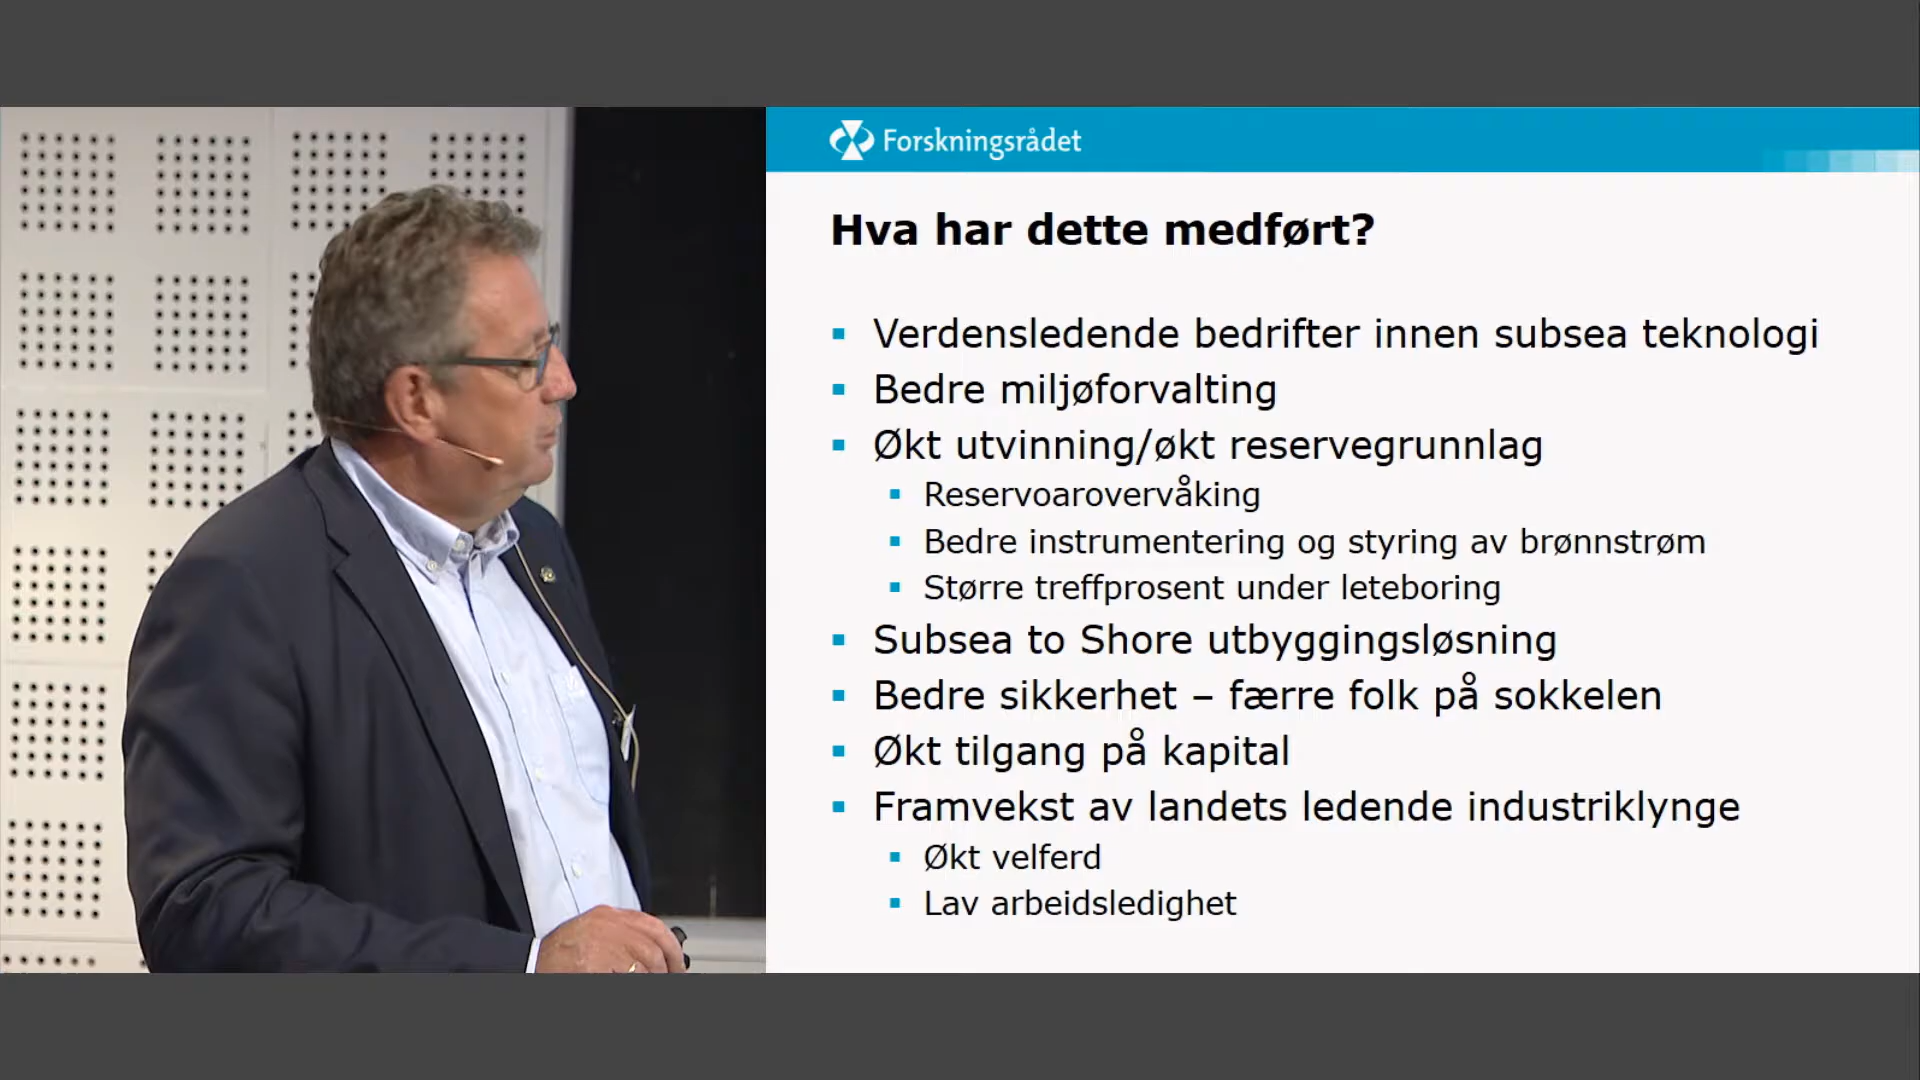 Forskningsrådet
Hva har dette medført?
Verdensledende bedrifter innen subsea teknologi
Bedre miljøforvalting
Økt utvinning/økt reservegrunnlag
Reservoarovervåking
Bedre instrumentering og styring av brønnstrøm
Større treffprosent under leteboring
Subsea to Shore utbyggingsløsning
Bedre sikkerhet – færre folk på sokkelen
Økt tilgang på kapital
Framvekst av landets ledende industriklynge
Økt velferd
Lav arbeidsledighet